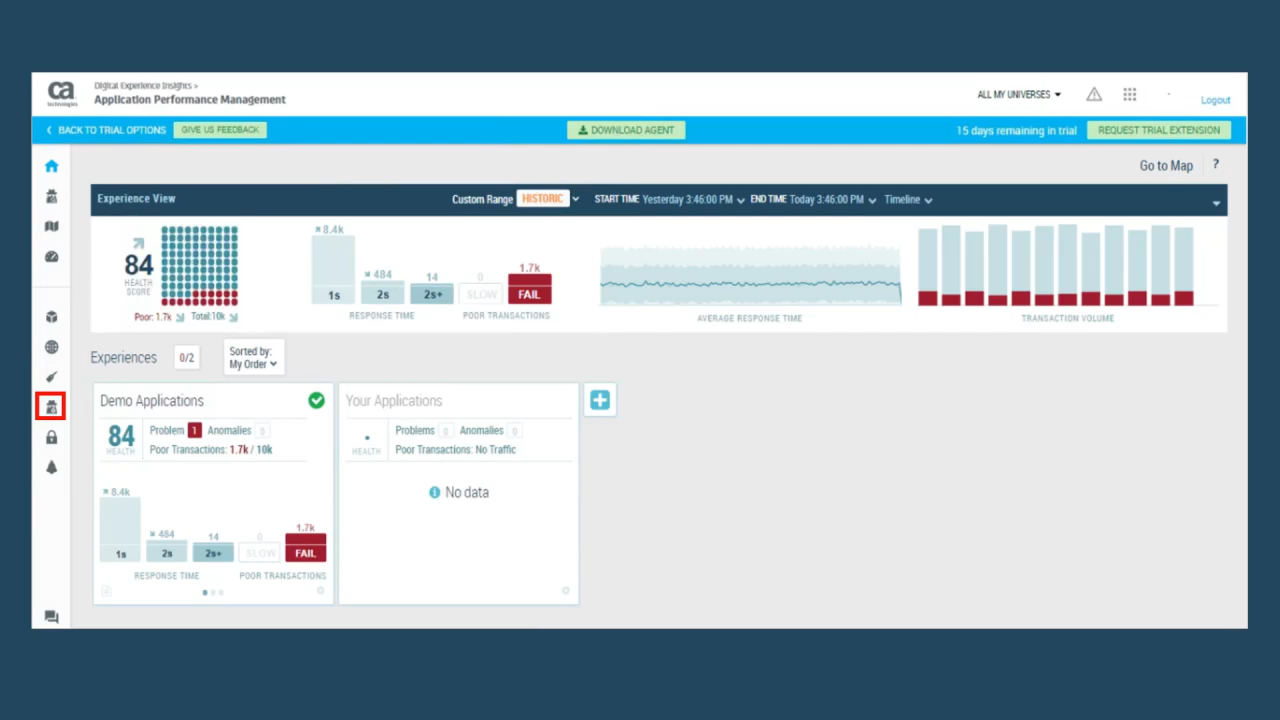 ca
technologies
Digital Experience Insights >
Application Performance Management
ALL MY UNIVERSES
Logout
BACK TO TRIAL OPTIONS
GIVE US FEEDBACK
DOWNLOAD AGENT
15 days remaining in trial
REQUEST TRIAL EXTENSION
Go to Map
?
Experience View
Custom Range HISTORIC
START TIME Yesterday 3:46:00 PM
END TIME Today 3:46:00 PM
Timeline
84
HEALTH
SCORE
Poor: 1.7k
Total:10k
8.4k
1s
484
2s
14
2s+
RESPONSE TIME
0
SLOW
1.7k
FAIL
POOR TRANSACTIONS
AVERAGE RESPONSE TIME
TRANSACTION VOLUME
Experiences
0/2
Sorted by:
My Order
Demo Applications
84
HEALTH
Problem 1 Anomalies 0
Poor Transactions: 1.7k / 10k
8.4k
1s
484
2s
14
2s+
RESPONSE TIME
0
SLOW
1.7k
FAIL
POOR TRANSACTIONS
Your Applications
HEALTH
Problems 0 Anomalies 0
Poor Transactions: No Traffic
No data